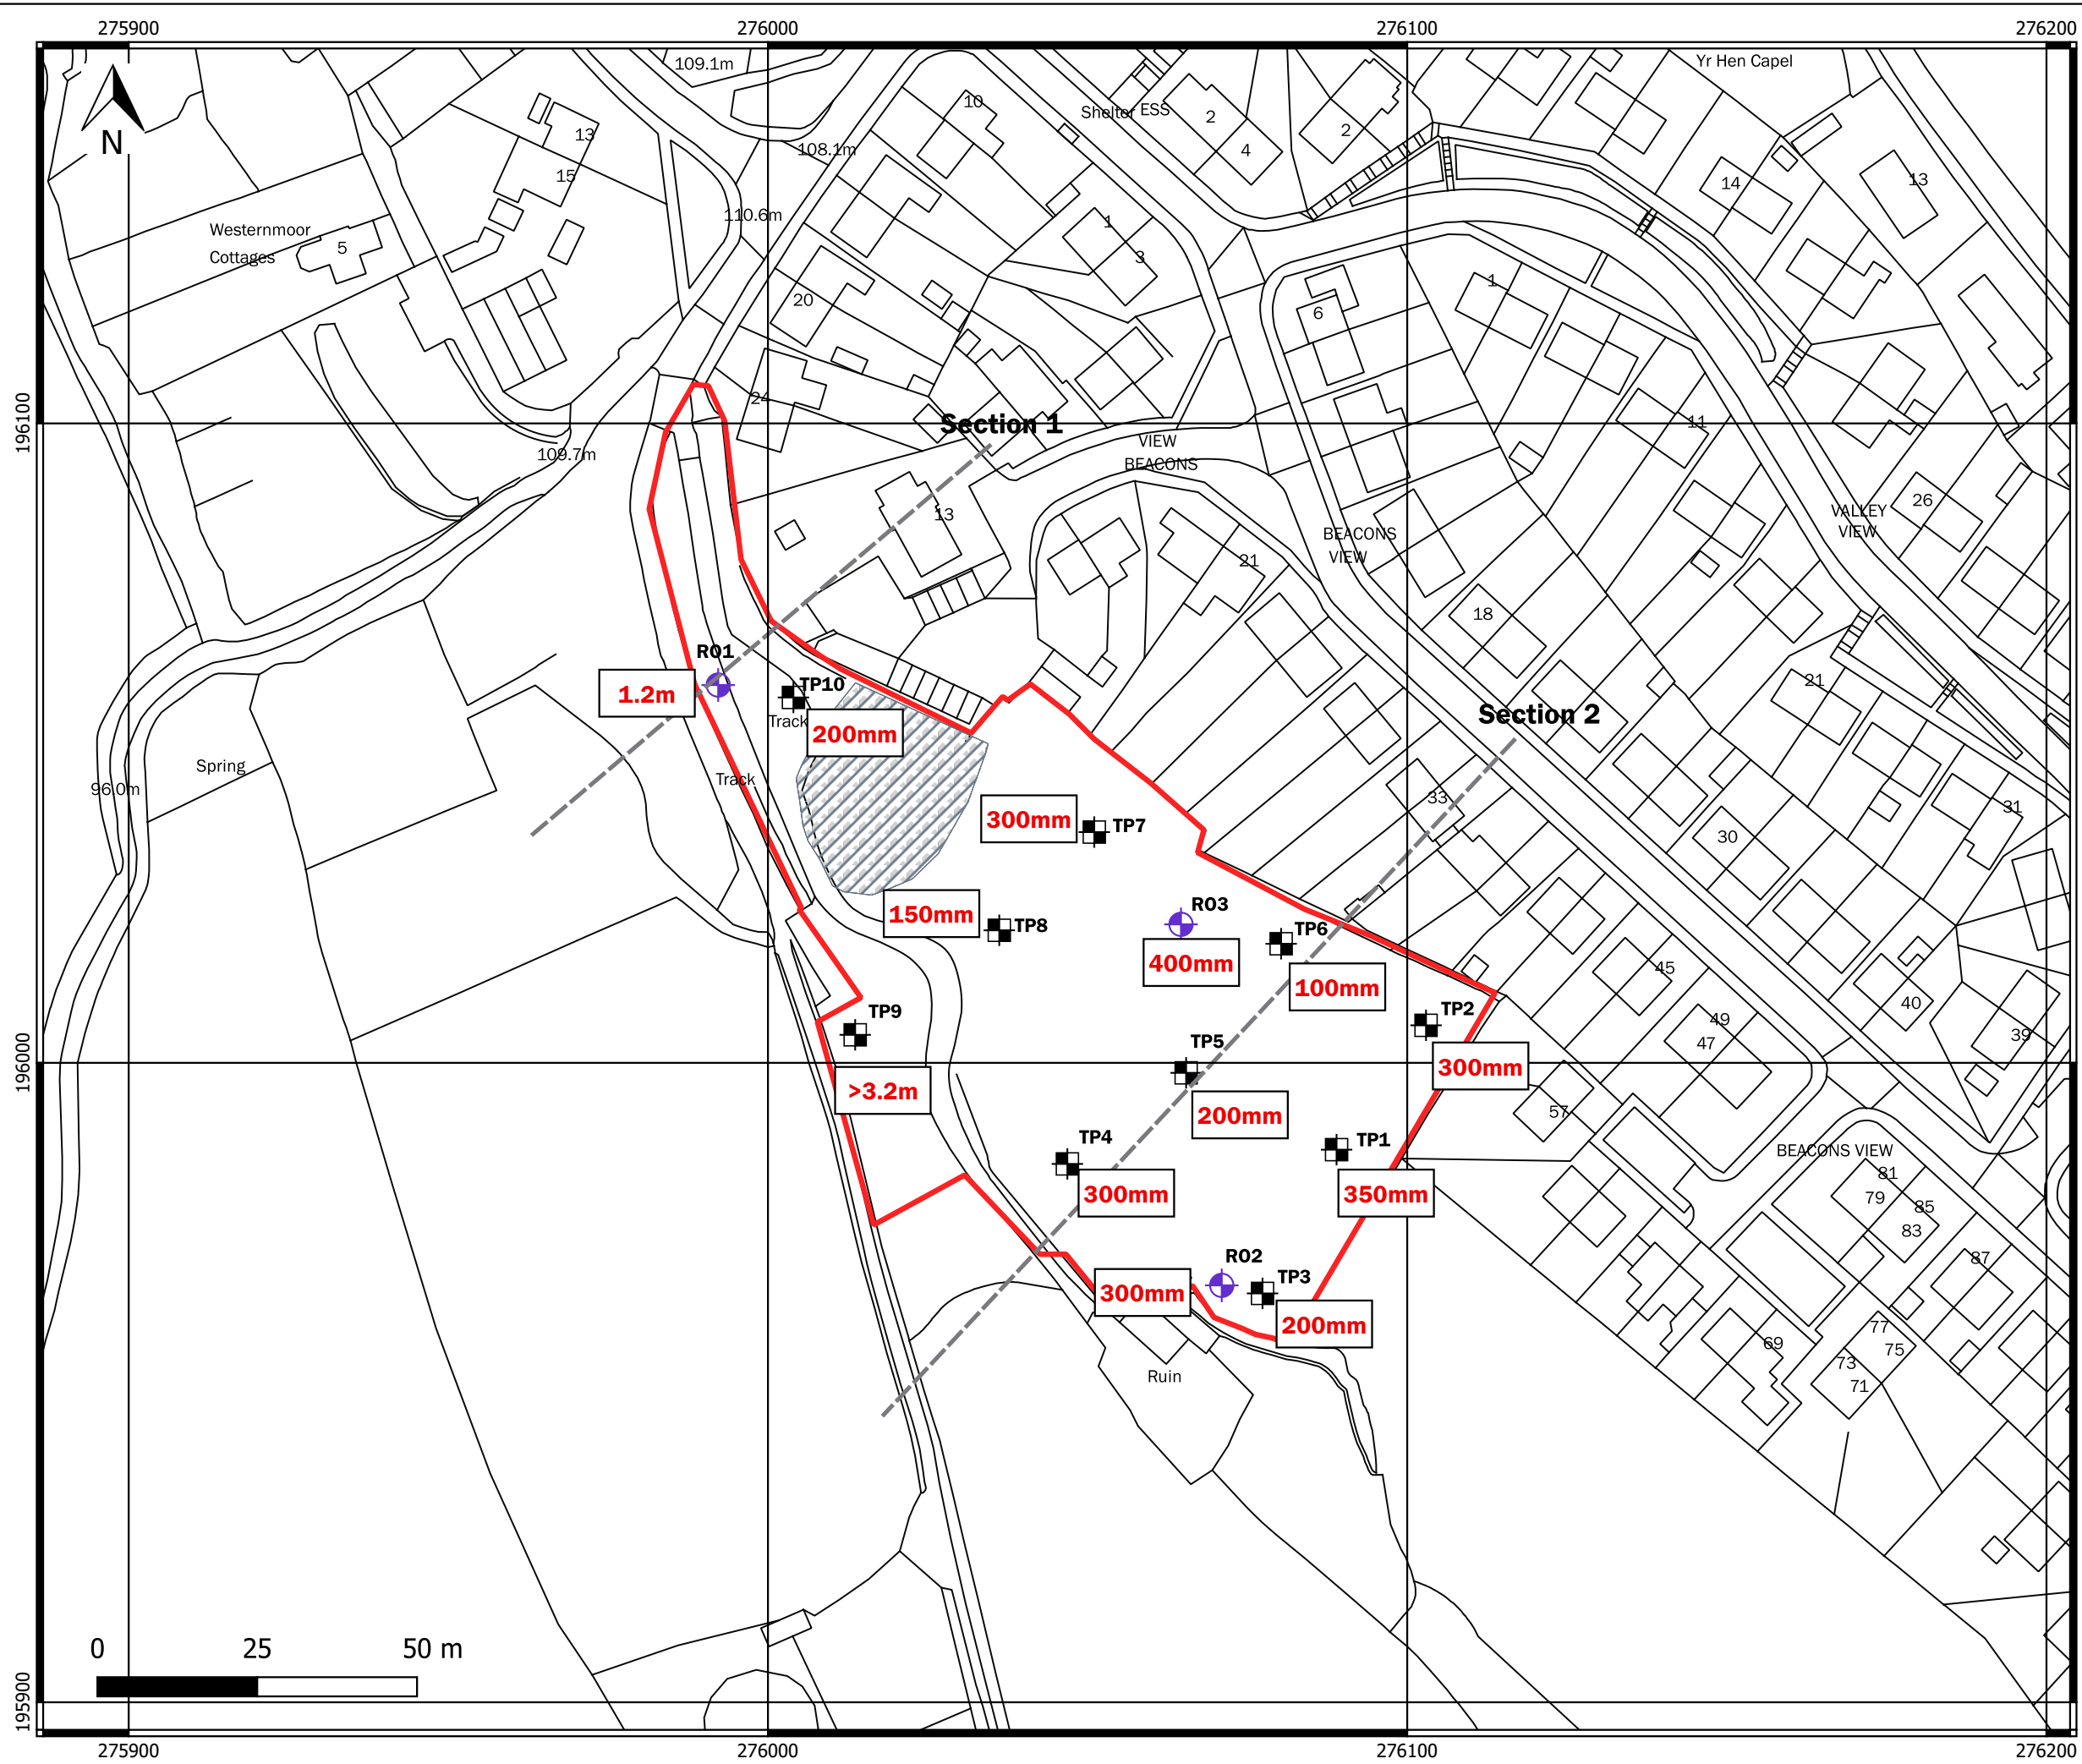 275900
276000
276100
276200
109.1m
Yr Hen Capel
10
Shelter
ESS
2
2
4
13
108.1m
15
14
13
110.6m
1
3
Westernmoor
Cottages
5
20
6
1
N
24
11
196100
Section 1
VIEW
BEACONS
109.7m
13
26
VALLEY
VIEW
BEACONS
VIEW
21
18
R01
1.2m
TP10
Track
200mm
21
Section 2
Spring
96.0m
Track
33
31
300mm
TP7
30
150mm
TP8
R03
400mm
TP6
100mm
45
40
TP9
TP2
49
47
39
196000
TP5
300mm
>3.2m
200mm
57
TP4
TP1
BEACONS VIEW
300mm
350mm
81
79
85
83
R02
TP3
87
300mm
200mm
77
75
69
73
71
Ruin
0
25
50 m
195900
275900
276000
276100
276200